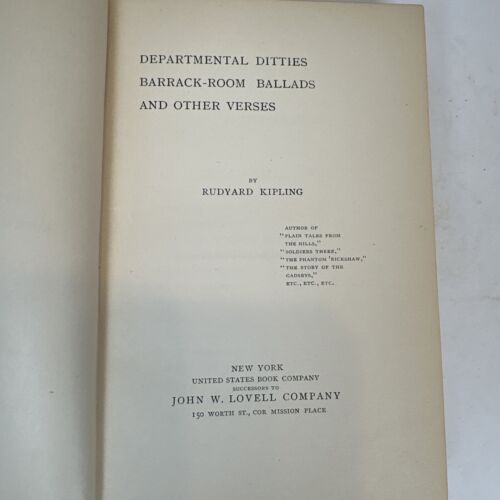 DEPARTMENTAL DITTIES
BARRACK-ROOM BALLADS
AND OTHER VERSES
BY
RUDYARD KIPLING
AUTHOR OF
"PLAIN TALES FROM
THE HILLS,"
"SOLDIERS THREE,"
"THE PHANTOM 'RICKSHAW,"
"THE STORY OF THE
GADSBYS,"
ETC., ETC., ETC.
NEW YORK
UNITED STATES BOOK COMPANY
SUCCESSORS TO
JOHN W. LOVELL COMPANY
150 WORTH ST., COR MISSION PLACE